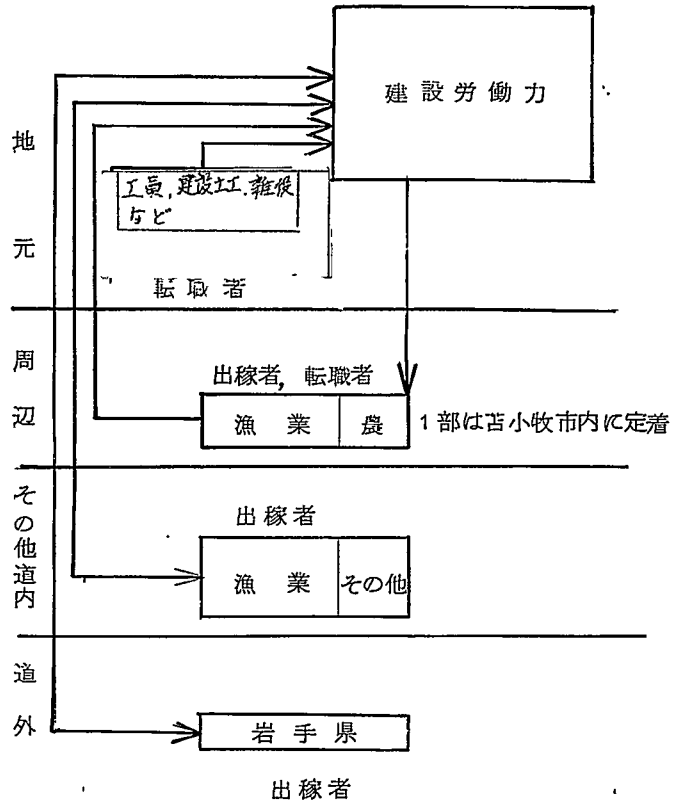 建設労働力
地元
工員,建設土工.雑役
など
転職者
周辺
出稼者,転職者
漁業
農
1部は苫小牧市内に定着
その他道内
出稼者
漁業
その他
道外
岩手県
出稼者